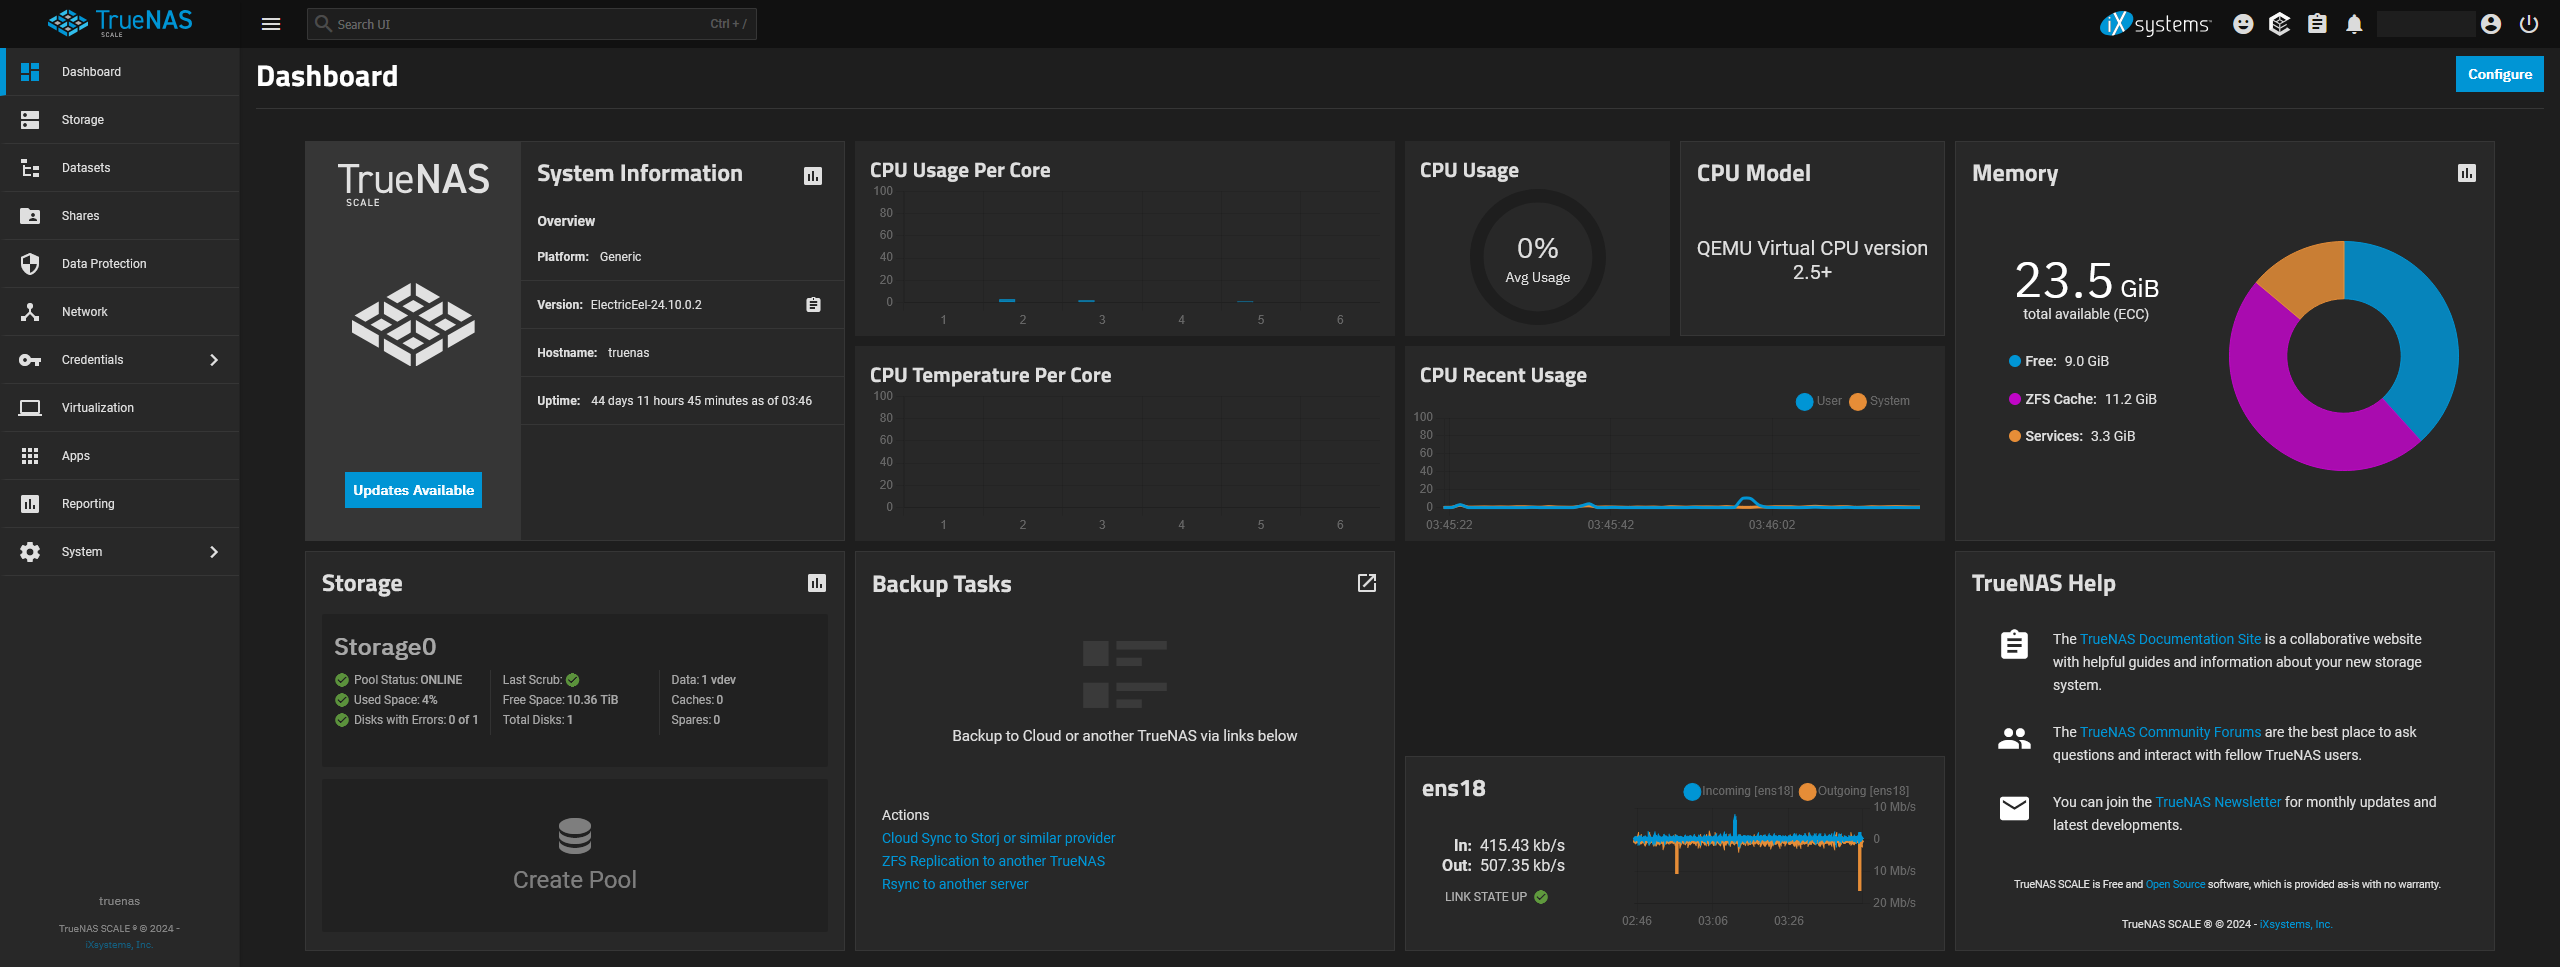 TrueNAS
SCALE
Search UI
Ctrl + /
iXsystems
Dashboard
Storage
Datasets
Shares
Data Protection
Network
Credentials
Virtualization
Apps
Reporting
System
truenas
TrueNAS SCALE ® © 2024 -
iXsystems, Inc.
Dashboard
Configure
TrueNAS
SCALE
Updates Available
System Information
Overview
Platform: Generic
Version: ElectricEel-24.10.0.2
Hostname: truenas
Uptime: 44 days 11 hours 45 minutes as of 03:46
CPU Usage Per Core
100
80
60
40
20
0
1 2 3 4 5 6
CPU Usage
0%
Avg Usage
CPU Model
QEMU Virtual CPU version
2.5+
Memory
23.5 GiB
total available (ECC)
Free: 9.0 GiB
ZFS Cache: 11.2 GiB
Services: 3.3 GiB
CPU Temperature Per Core
100
80
60
40
20
0
1 2 3 4 5 6
CPU Recent Usage
User System
100
80
60
40
20
0
03:45:22 03:45:42 03:46:02
Storage
Storage0
Pool Status: ONLINE
Used Space: 4%
Disks with Errors: 0 of 1
Last Scrub:
Free Space: 10.36 TiB
Total Disks: 1
Data: 1 vdev
Caches: 0
Spares: 0
Create Pool
Backup Tasks
Backup to Cloud or another TrueNAS via links below
Actions
Cloud Sync to Storj or similar provider
ZFS Replication to another TrueNAS
Rsync to another server
ens18
In: 415.43 kb/s
Out: 507.35 kb/s
LINK STATE UP
Incoming [ens18] Outgoing [ens18]
10 Mb/s
0
10 Mb/s
20 Mb/s
02:46 03:06 03:26
TrueNAS Help
The TrueNAS Documentation Site is a collaborative website
with helpful guides and information about your new storage
system.
The TrueNAS Community Forums are the best place to ask
questions and interact with fellow TrueNAS users.
You can join the TrueNAS Newsletter for monthly updates and
latest developments.
TrueNAS SCALE is Free and Open Source software, which is provided as-is with no warranty.
TrueNAS SCALE ® © 2024 - iXsystems, Inc.